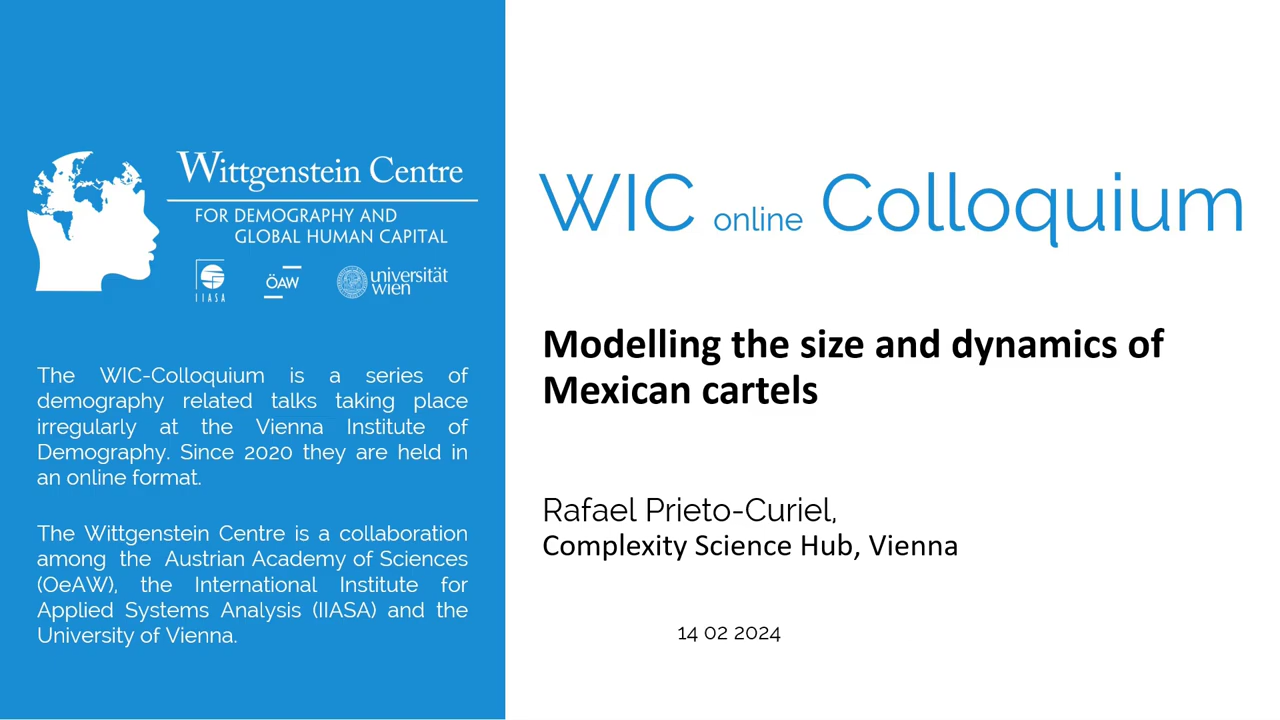 Wittgenstein Centre
FOR DEMOGRAPHY AND
GLOBAL HUMAN CAPITAL
IIASA
ÖAW
universität
wien
The WIC-Colloquium is a series of
demography related talks taking place
irregularly at the Vienna Institute of
Demography. Since 2020 they are held in
an online format.
The Wittgenstein Centre is a collaboration
among the Austrian Academy of Sciences
(OeAW), the International Institute for
Applied Systems Analysis (IIASA) and the
University of Vienna.
WIC online Colloquium
Modelling the size and dynamics of
Mexican cartels
Rafael Prieto-Curiel,
Complexity Science Hub, Vienna
14 02 2024